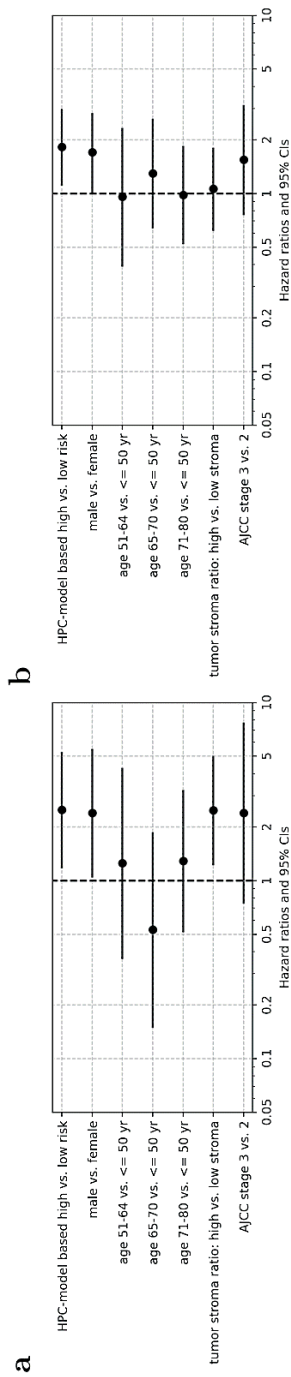 a
HPC-model based high vs. low risk
male vs. female
age 51-64 vs. <= 50 yr
age 65-70 vs. <= 50 yr
age 71-80 vs. <= 50 yr
tumor stroma ratio: high vs. low stroma
AJCC stage 3 vs. 2
0.05 0.1 0.2 0.5 1 2 5 10
Hazard ratios and 95% CIs
b
HPC-model based high vs. low risk
male vs. female
age 51-64 vs. <= 50 yr
age 65-70 vs. <= 50 yr
age 71-80 vs. <= 50 yr
tumor stroma ratio: high vs. low stroma
AJCC stage 3 vs. 2
0.05 0.1 0.2 0.5 1 2 5 10
Hazard ratios and 95% CIs